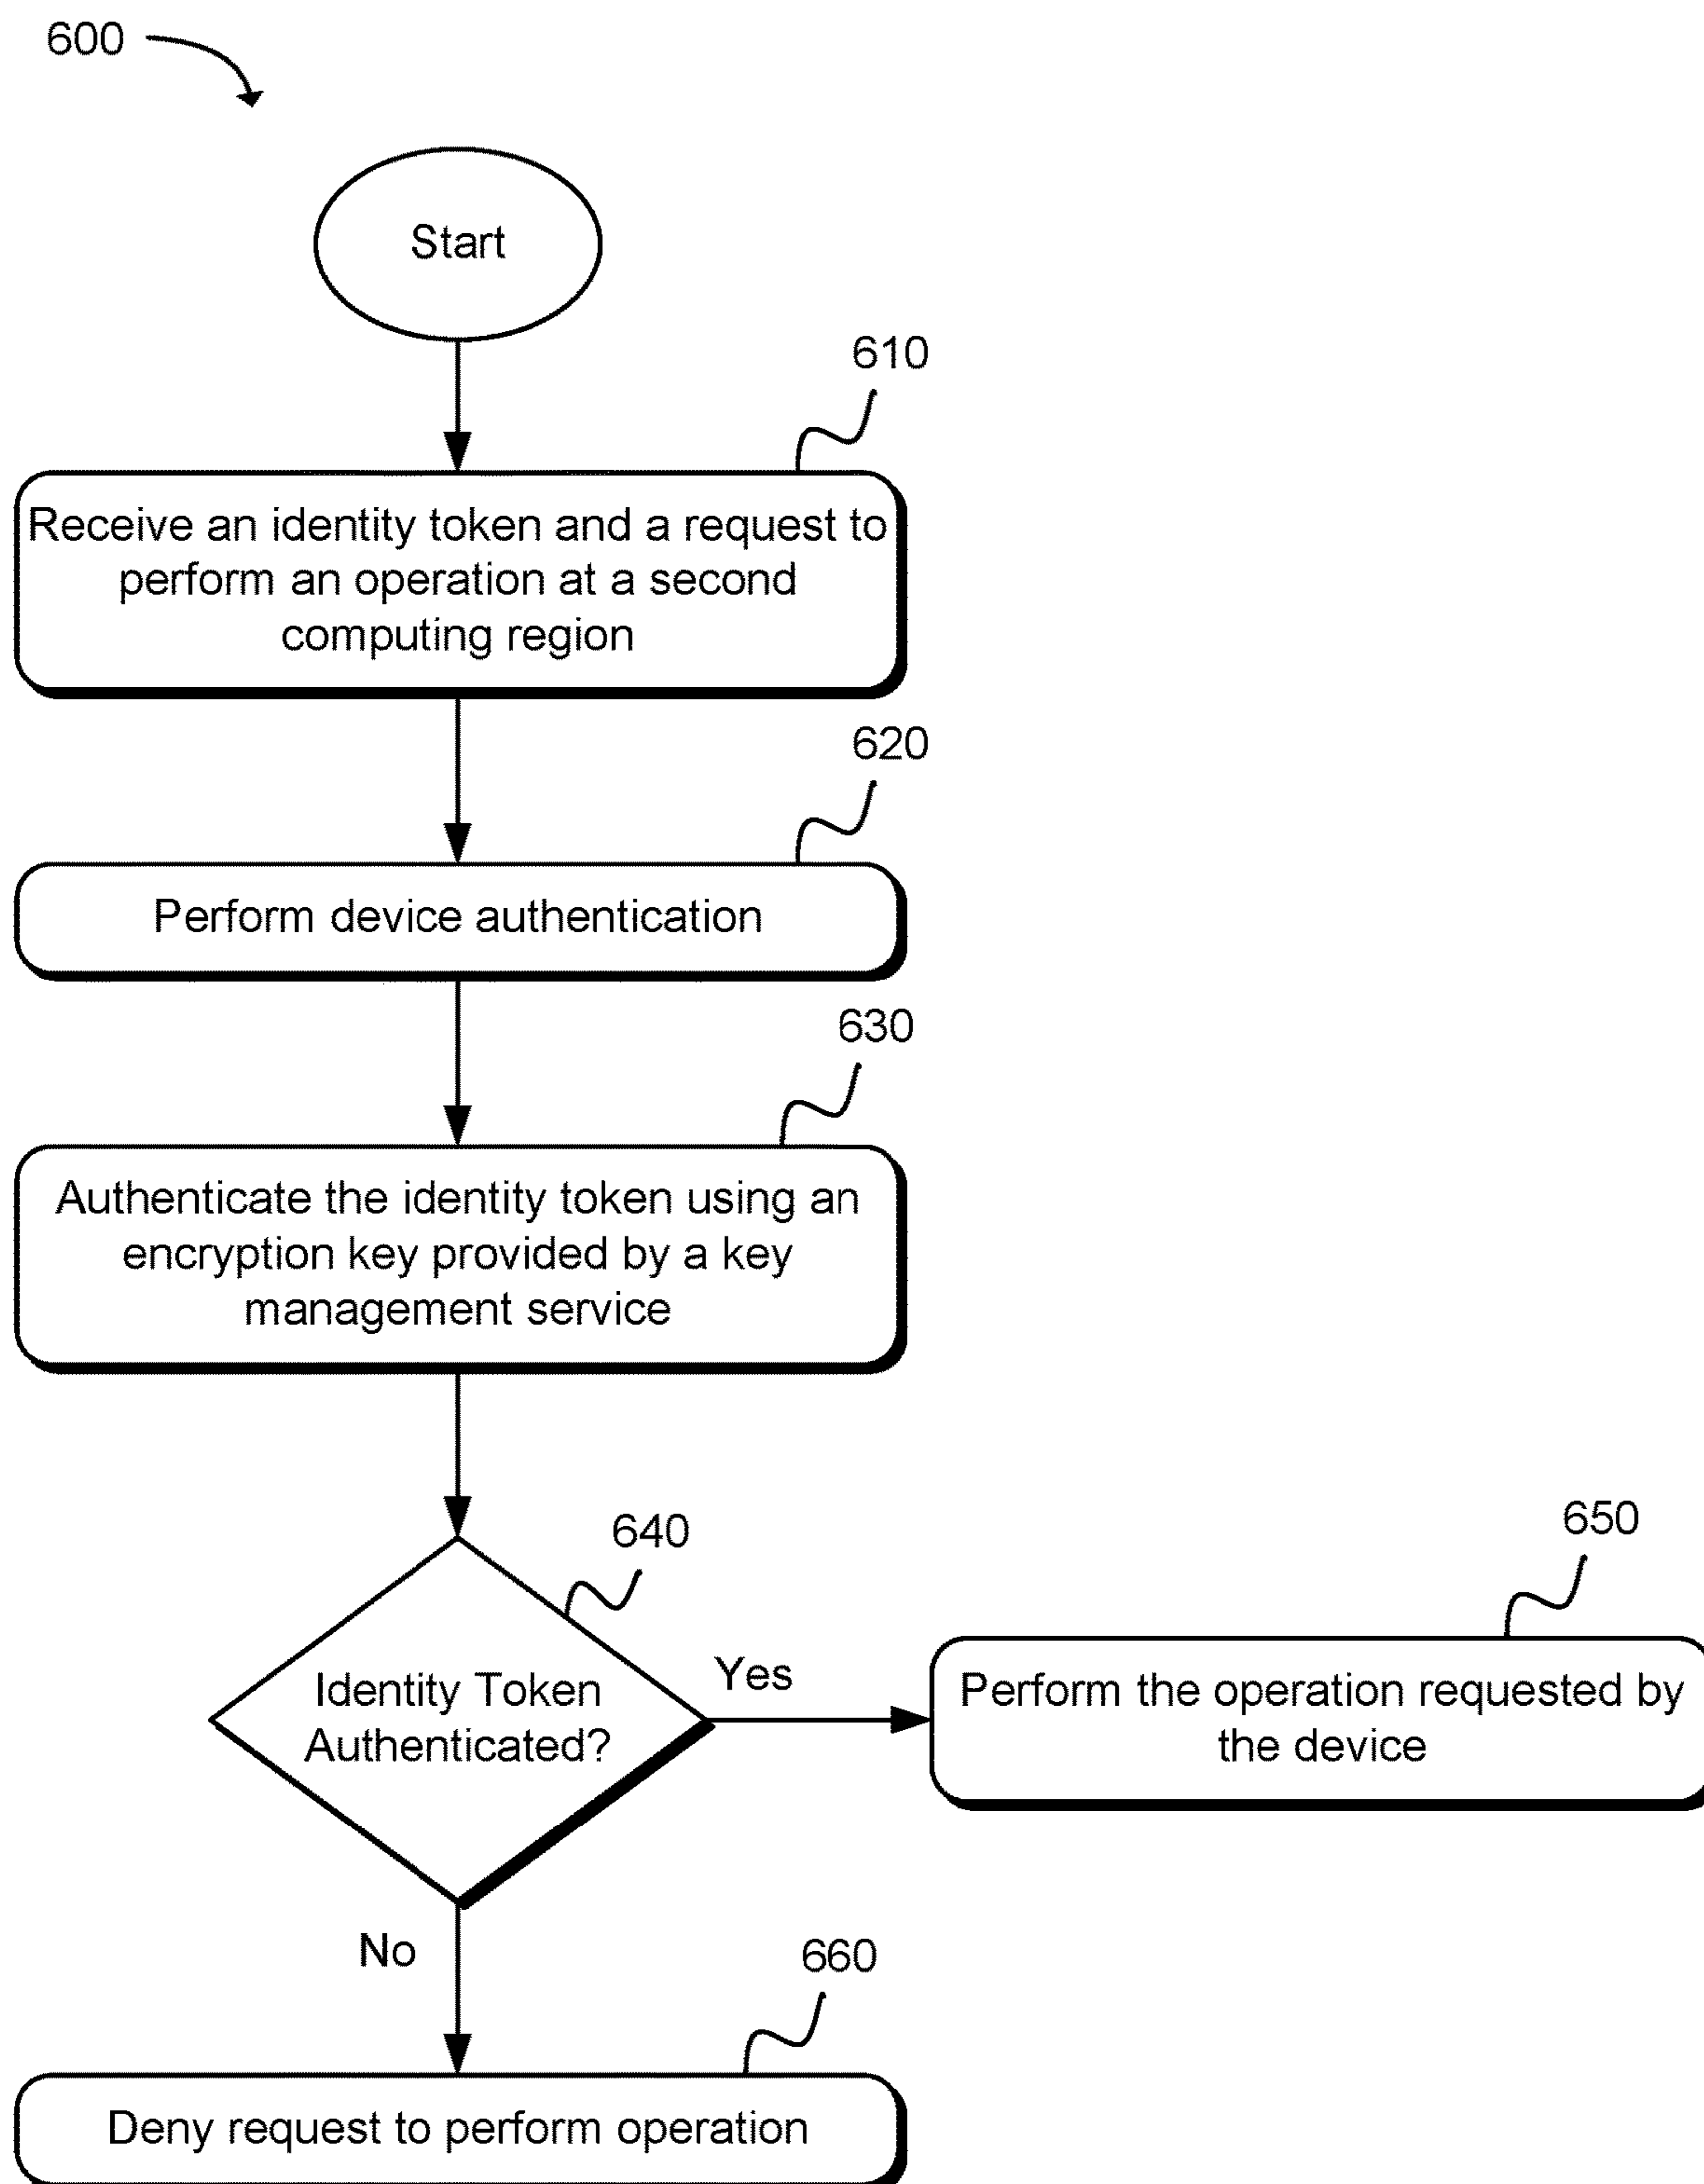 600
Start
610
Receive an identity token and a request to
perform an operation at a second
computing region
620
Perform device authentication
630
Authenticate the identity token using an
encryption key provided by a key
management service
640
Identity Token
Authenticated?
Yes
650
Perform the operation requested by
the device
No
660
Deny request to perform operation